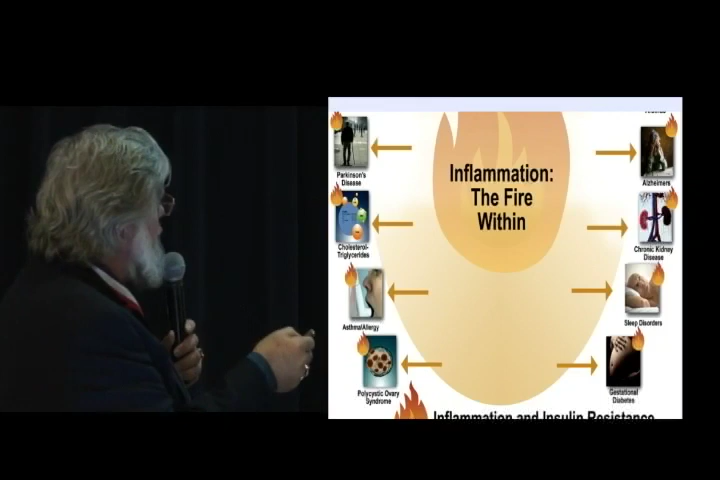 Inflammation:
The Fire
Within
Parkinson's
Disease
Cholesterol-
Triglycerides
Asthma/Allergy
Polycystic Ovary
Syndrome
Alzheimers
Chronic Kidney
Disease
Sleep Disorders
Gestational
Diabetes
Inflammation and Insulin Resistance